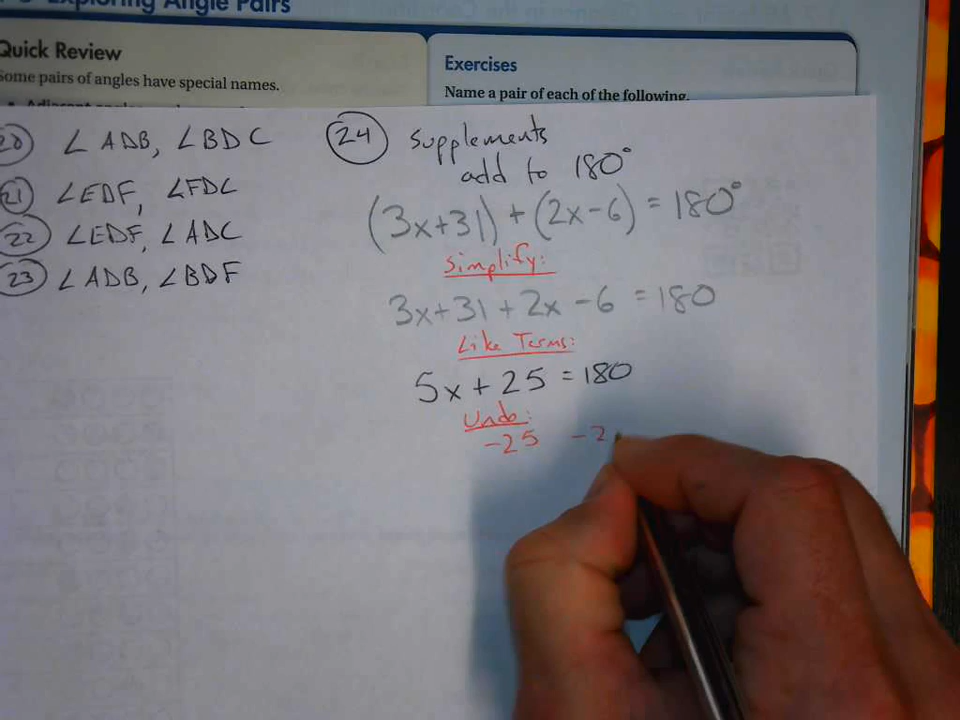 Exploring Angle Pairs
Quick Review
Some pairs of angles have special names.
Exercises
Name a pair of each of the following.
20 ∠ADB, ∠BDC
21 ∠EDF, ∠FDC
22 ∠EDF, ∠ADC
23 ∠ADB, ∠BDF
24 supplements
add to 180°
(3x+31) + (2x-6) = 180°
Simplify:
3x+31 + 2x - 6 = 180
Like Terms:
5x + 25 = 180
Undo:
-25 -2